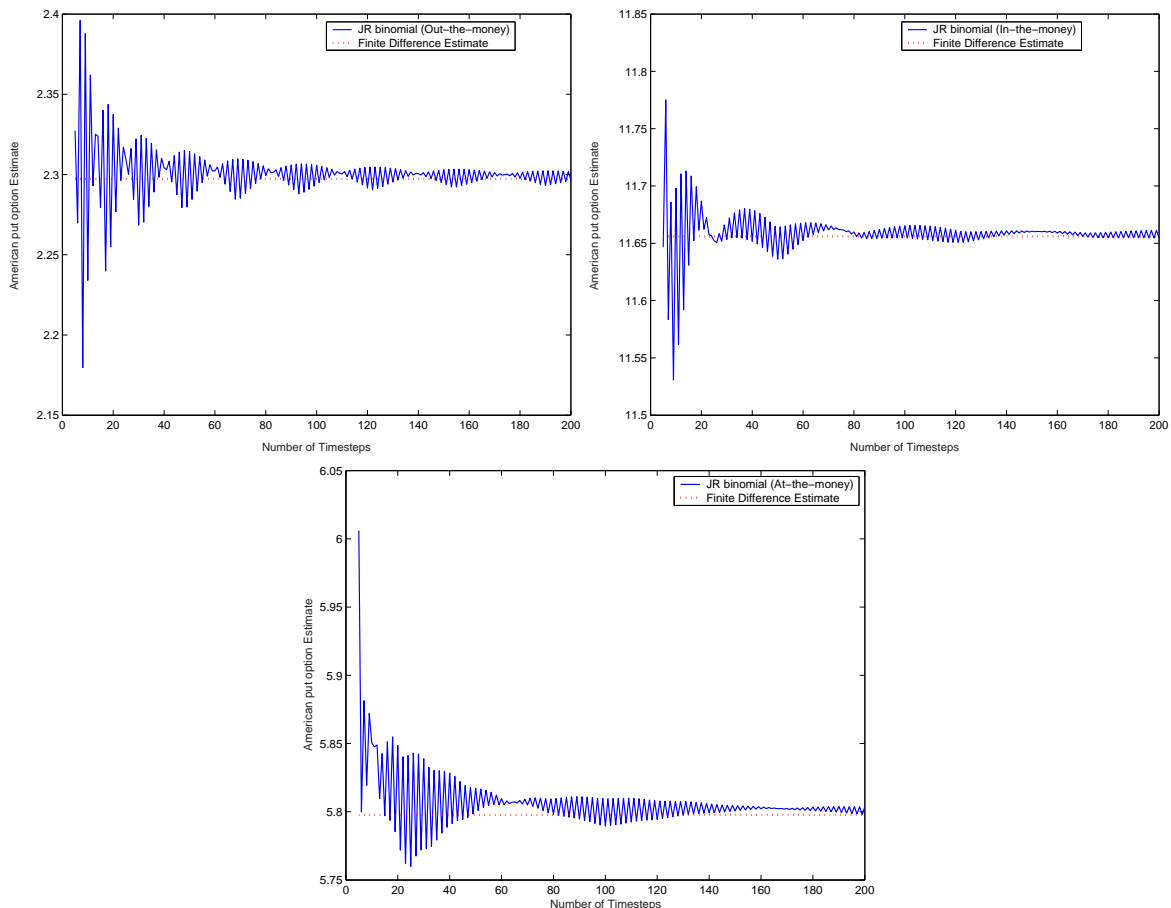 2.4
2.35
2.3
2.25
2.2
2.15
0 20 40 60 80 100 120 140 160 180 200
American put option Estimate
Number of Timesteps
JR binomial (Out−the−money)
Finite Difference Estimate
11.85
11.8
11.75
11.7
11.65
11.6
11.55
11.5
0 20 40 60 80 100 120 140 160 180 200
American put option Estimate
Number of Timesteps
JR binomial (In−the−money)
Finite Difference Estimate
6.05
6
5.95
5.9
5.85
5.8
5.75
0 20 40 60 80 100 120 140 160 180 200
American put option Estimate
Number of Timesteps
JR binomial (At−the−money)
Finite Difference Estimate